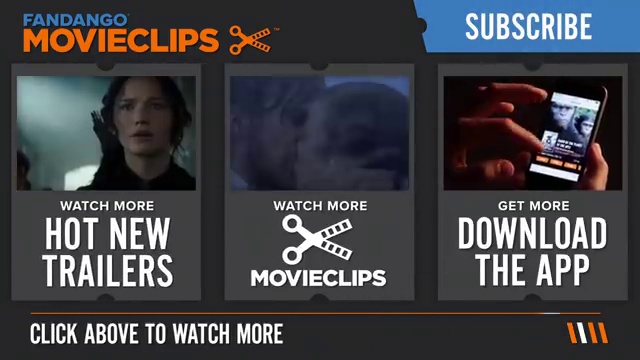 FANDANGO
MOVIECLIPS
SUBSCRIBE
WATCH MORE
HOT NEW
TRAILERS
WATCH MORE
MOVIECLIPS
GET MORE
DOWNLOAD
THE APP
CLICK ABOVE TO WATCH MORE